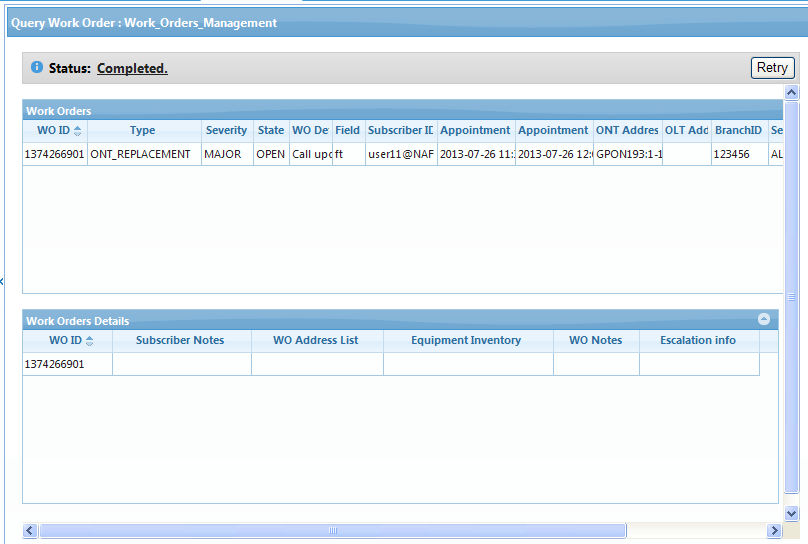 Query Work Order : Work_Orders_Management
Status: Completed. Retry
Work Orders
WO ID Type Severity State WO De Field Subscriber ID Appointment Appointment ONT Addres OLT Add BranchID Se
1374266901 ONT_REPLACEMENT MAJOR OPEN Call upo ft user11@NAF 2013-07-26 11: 2013-07-26 12: GPON193:1-1 123456 AL
Work Orders Details
WO ID Subscriber Notes WO Address List Equipment Inventory WO Notes Escalation info
1374266901